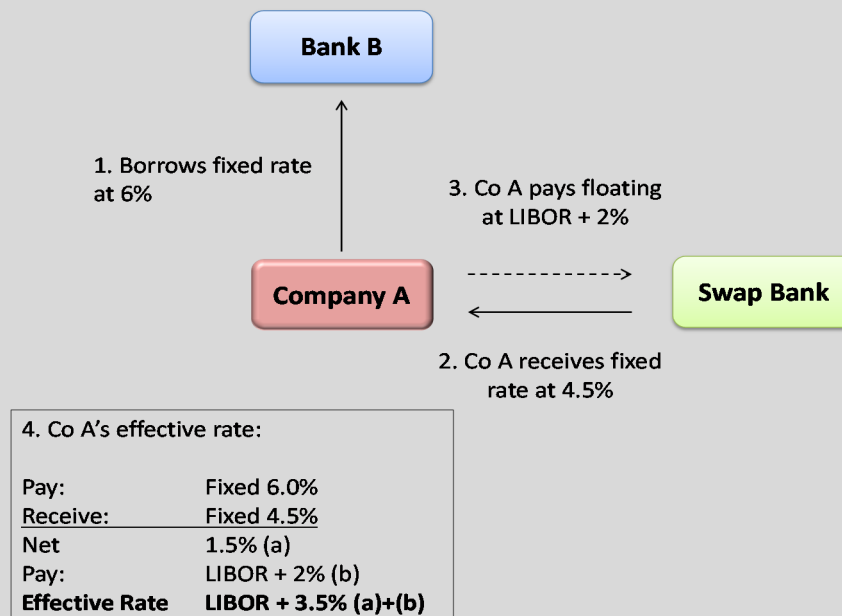 Bank B
1. Borrows fixed rate
at 6%
3. Co A pays floating
at LIBOR + 2%
Company A
Swap Bank
2. Co A receives fixed
rate at 4.5%
4. Co A’s effective rate:
Pay: Fixed 6.0%
Receive: Fixed 4.5%
Net 1.5% (a)
Pay: LIBOR + 2% (b)
Effective Rate LIBOR + 3.5% (a)+(b)